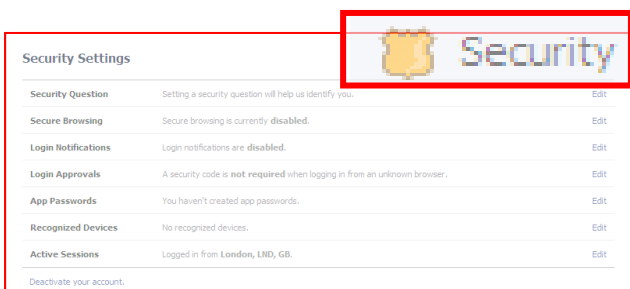 Security
Security Settings
Security Question Setting a security question will help us identify you. Edit
Secure Browsing Secure browsing is currently disabled. Edit
Login Notifications Login notifications are disabled. Edit
Login Approvals A security code is not required when logging in from an unknown browser. Edit
App Passwords You haven't created app passwords. Edit
Recognized Devices No recognized devices. Edit
Active Sessions Logged in from London, LND, GB. Edit
Deactivate your account.